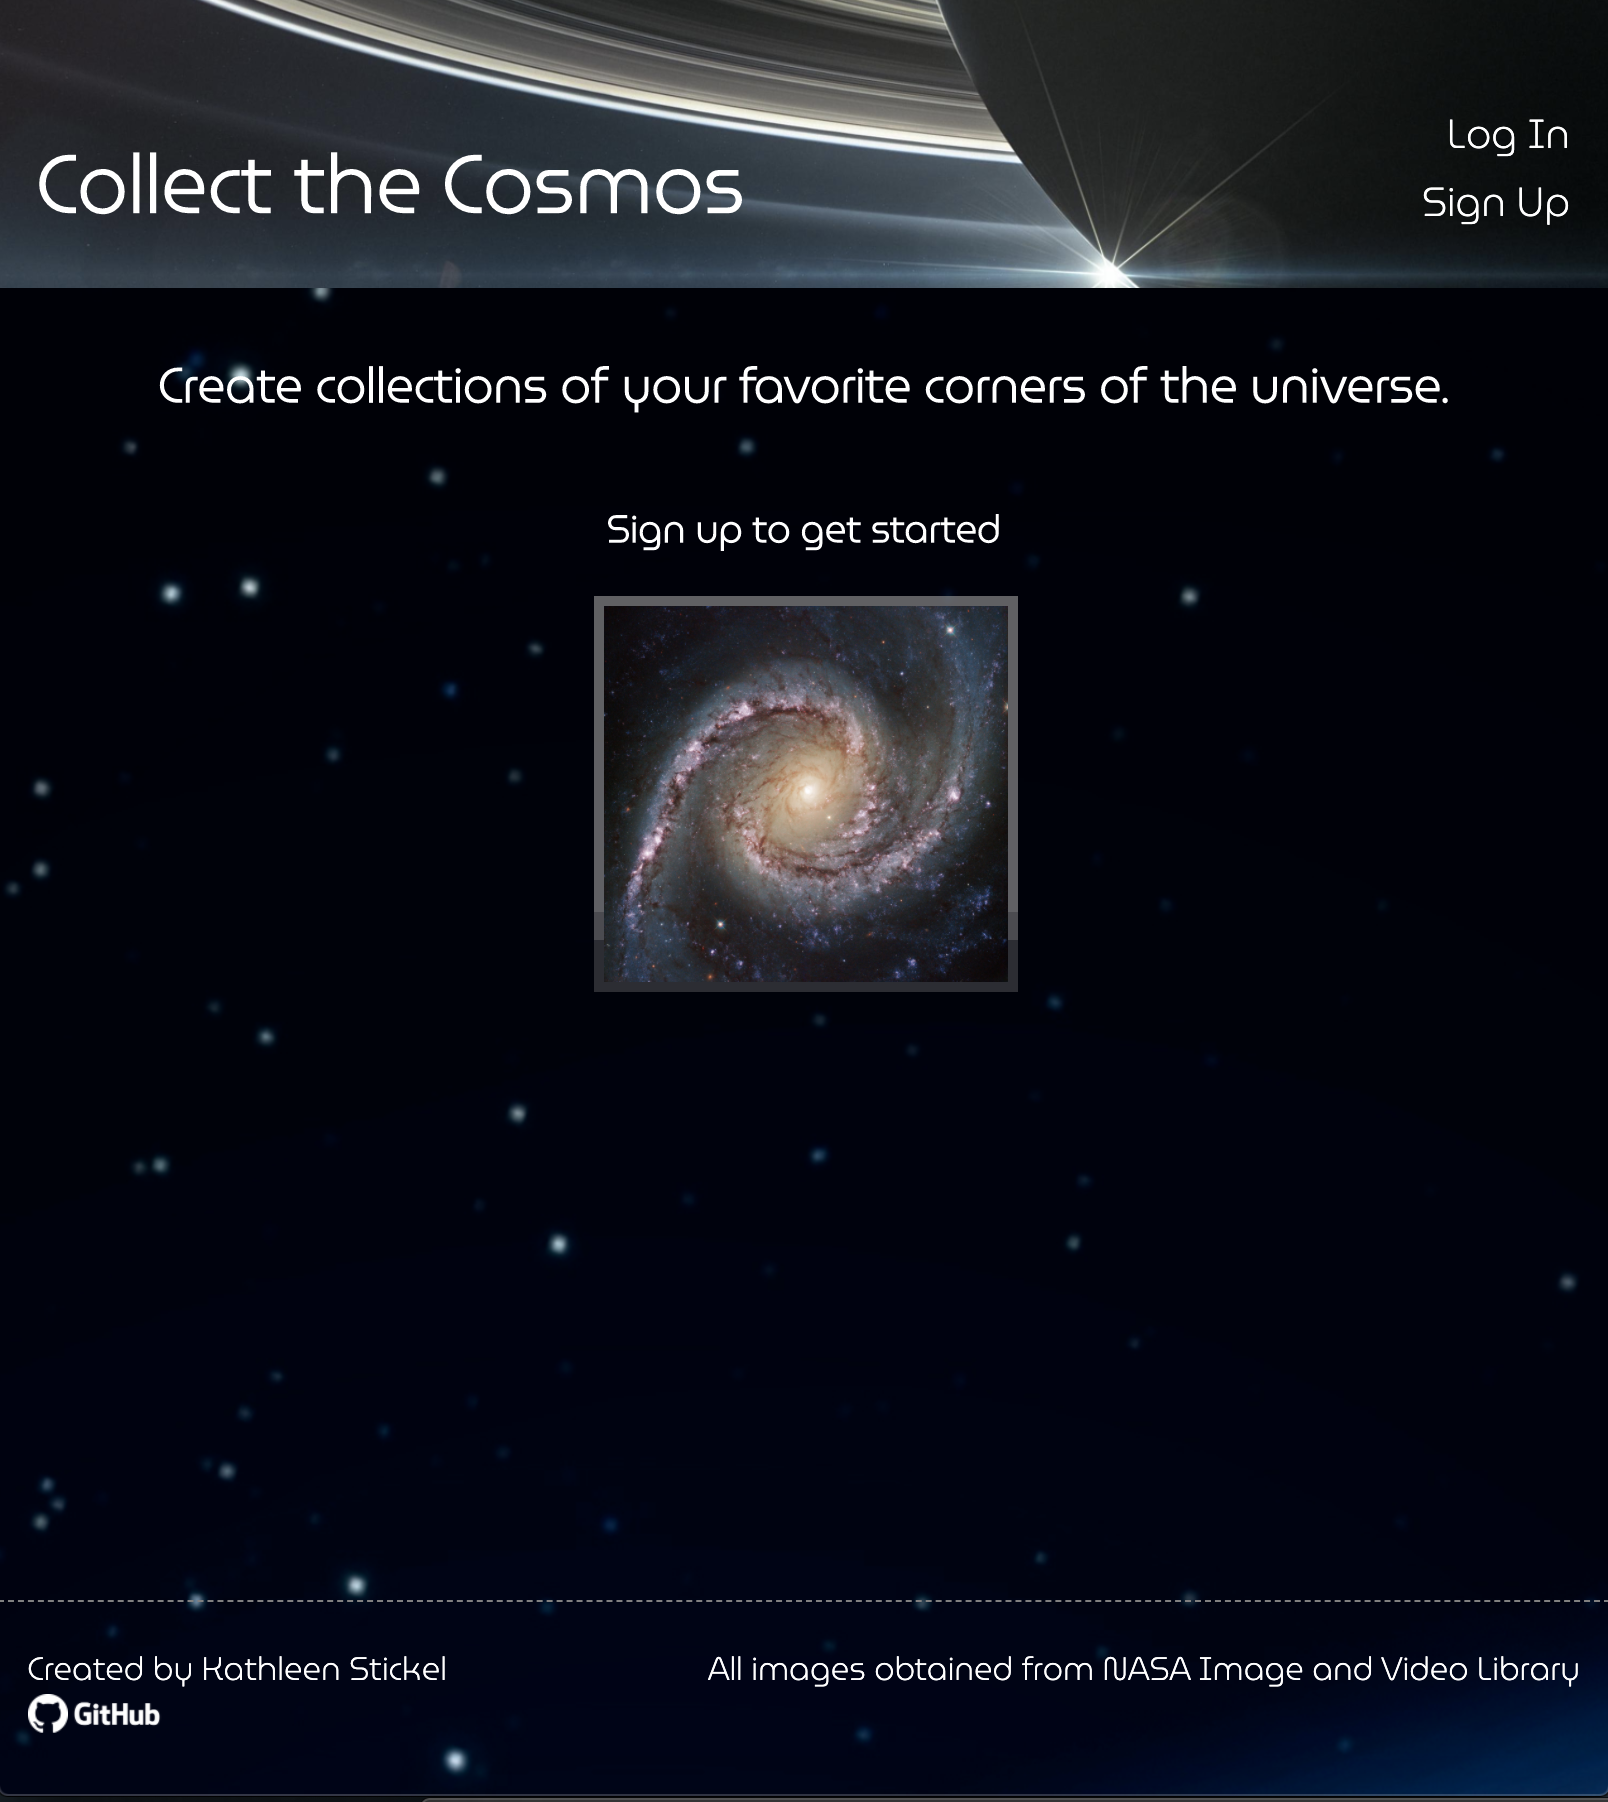 Collect the Cosmos
Log In
Sign Up
Create collections of your favorite corners of the universe.
Sign up to get started
Created by Kathleen Stickel
All images obtained from NASA Image and Video Library
GitHub